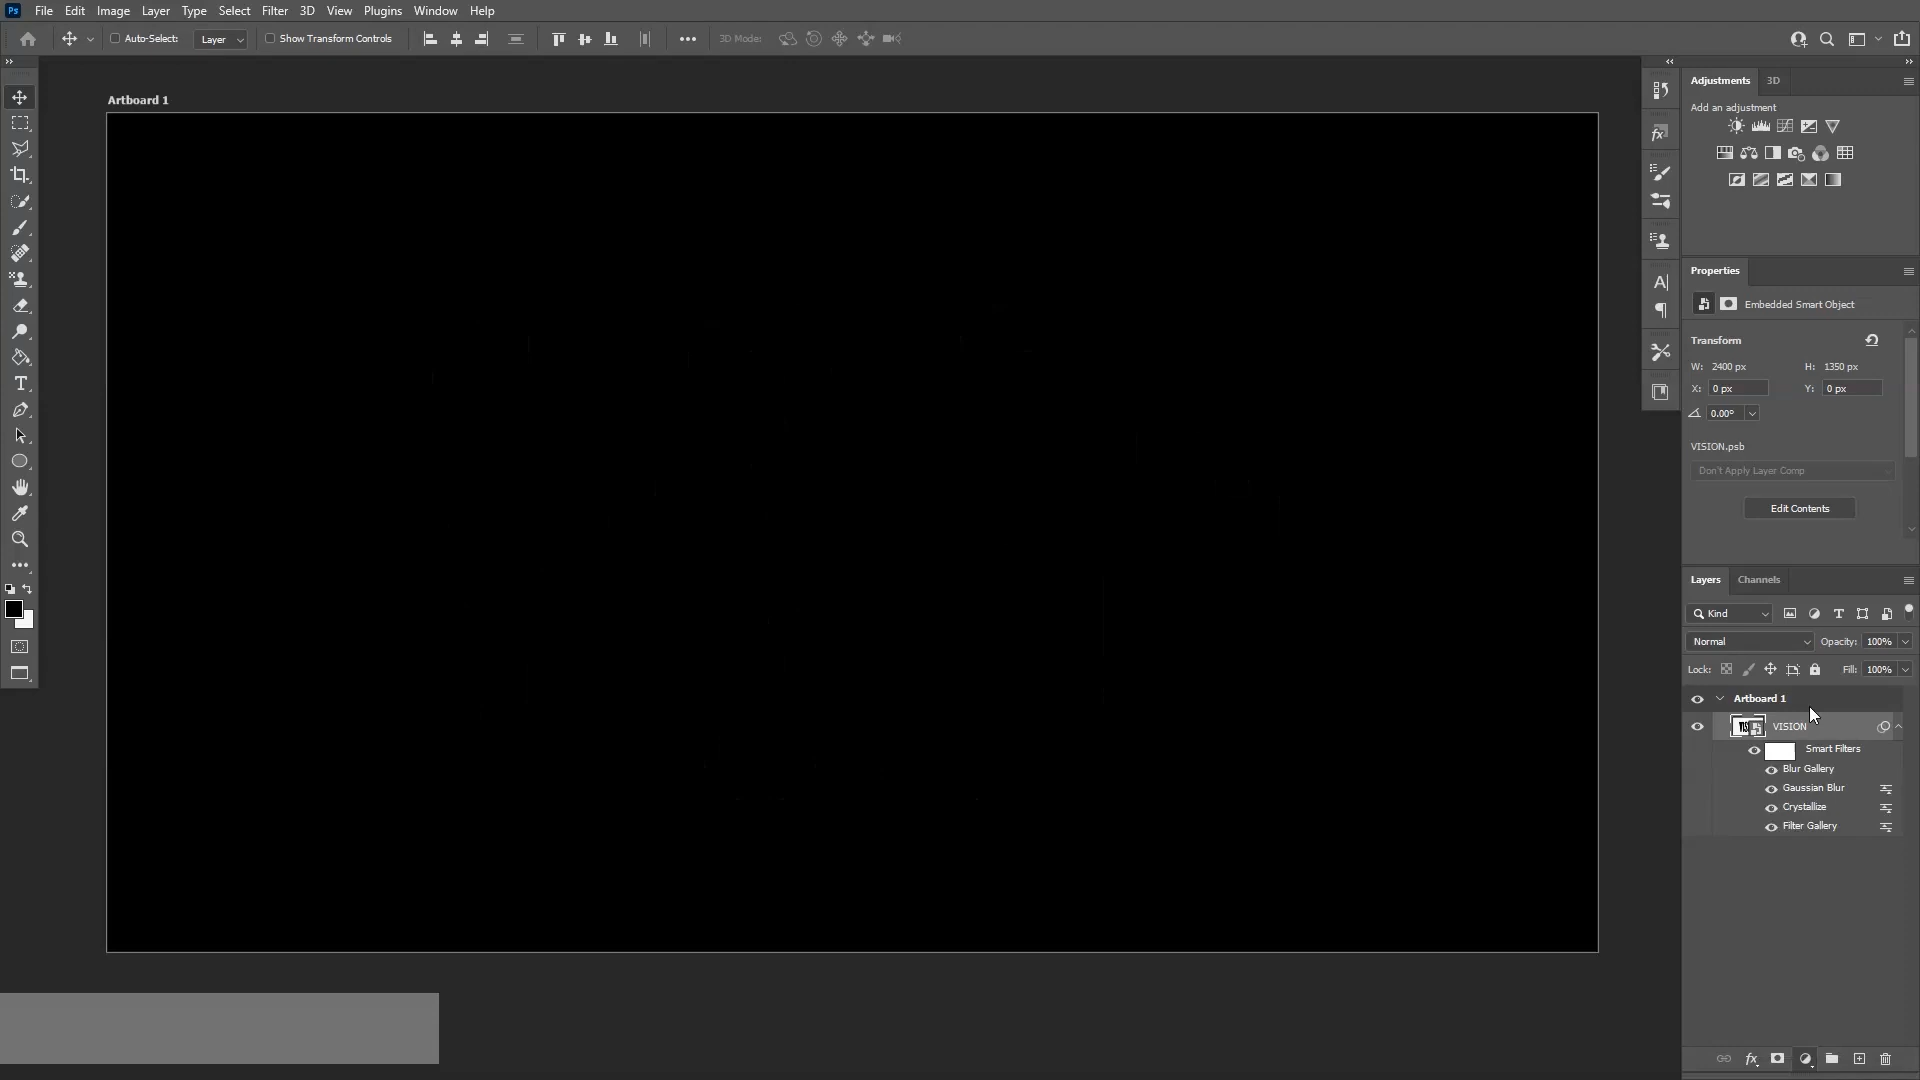 Ps File Edit Image Layer Type Select Filter 3D View Plugins Window Help
Auto-Select: Layer Show Transform Controls 3D Mode:
Artboard 1
Adjustments 3D
Add an adjustment
Properties
Embedded Smart Object
Transform
W: 2400 px H: 1350 px
X: 0 px Y: 0 px
0.00°
VISION.psb
Don't Apply Layer Comp
Edit Contents
Layers Channels
Kind
Normal Opacity: 100%
Lock: Fill: 100%
Artboard 1
VISION
Smart Filters
Blur Gallery
Gaussian Blur
Crystallize
Filter Gallery